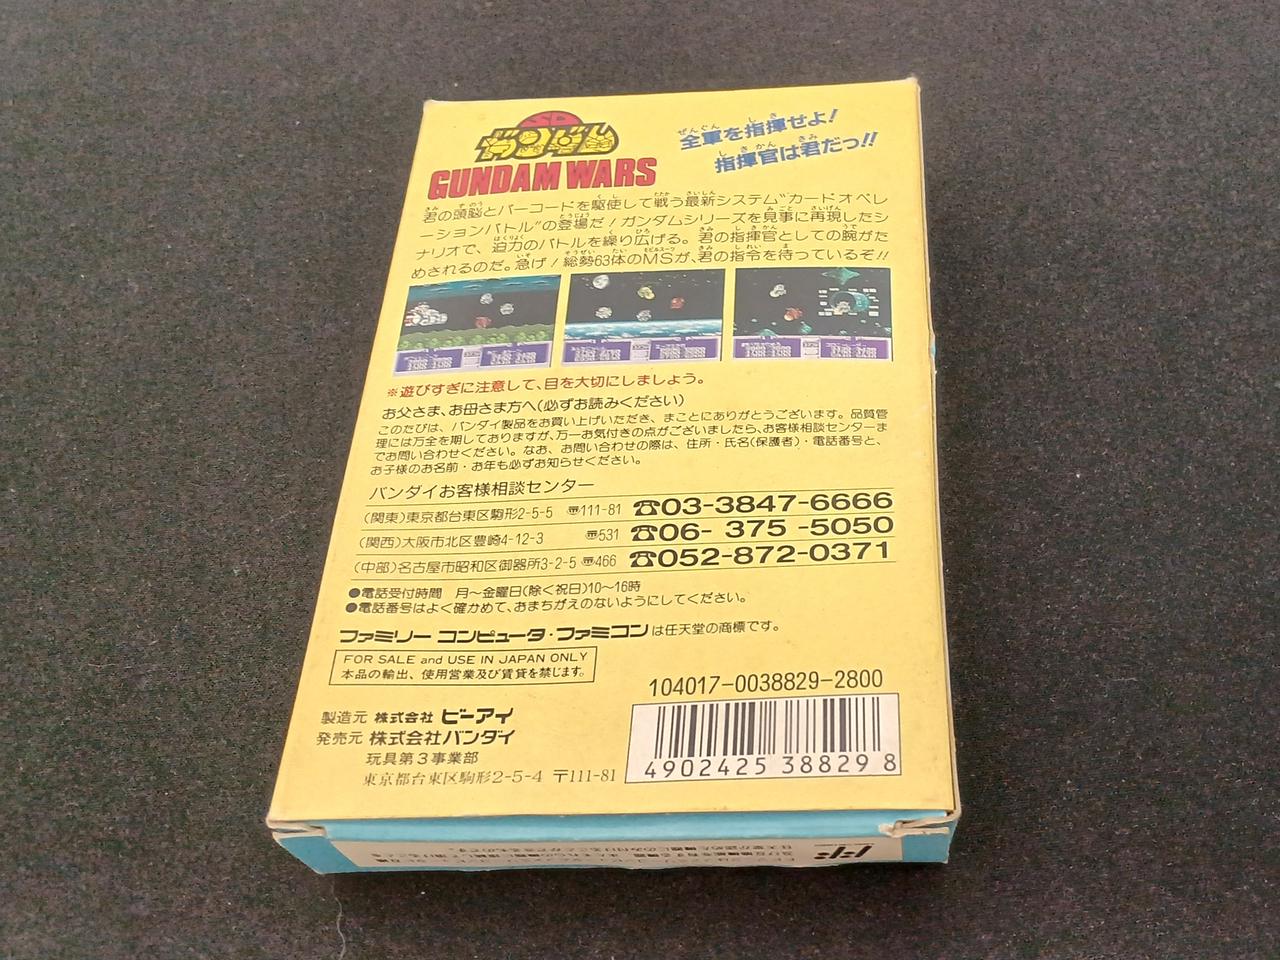 SD
ガンダム
GUNDAM WARS
全軍を指揮せよ!
指揮官は君だっ!!
君の頭脳とバーコードを駆使して戦う最新システム"カードオペレ
ーションバトル"の登場だ!ガンダムシリーズを見事に再現したシ
ナリオで、迫力のバトルを繰り広げる。君の指揮官としての腕がた
めされるのだ。急げ!総勢63体のMSが、君の指令を待っているぞ!!
※遊びすぎに注意して、目を大切にしましょう。
お父さま、お母さま方へ(必ずお読みください)
このたびは、バンダイ製品をお買い上げいただき、まことにありがとうございます。品質管
理には万全を期しておりますが、万一お気付きの点がございましたら、お客様相談センターま
でお問い合わせください。なお、お問い合わせの際は、住所・氏名(保護者)・電話番号と、
お子様のお名前・お年も必ずお知らせください。
バンダイお客様相談センター
(関東)東京都台東区駒形2-5-5 〠111-81 ☎03-3847-6666
(関西)大阪市北区豊崎4-12-3 〠531 ☎06- 375 -5050
(中部)名古屋市昭和区御器所3-2-5 〠466 ☎052-872-0371
●電話受付時間 月〜金曜日(除く祝日)10〜16時
●電話番号はよく確かめて、おまちがえのないようにしてください。
ファミリー コンピュータ・ファミコンは任天堂の商標です。
FOR SALE and USE IN JAPAN ONLY
本品の輸出、使用営業及び賃貸を禁じます。
104017-0038829-2800
製造元 株式会社 ビーアイ
発売元 株式会社バンダイ
玩具第3事業部
東京都台東区駒形2-5-4 〒111-81
4902425 388298